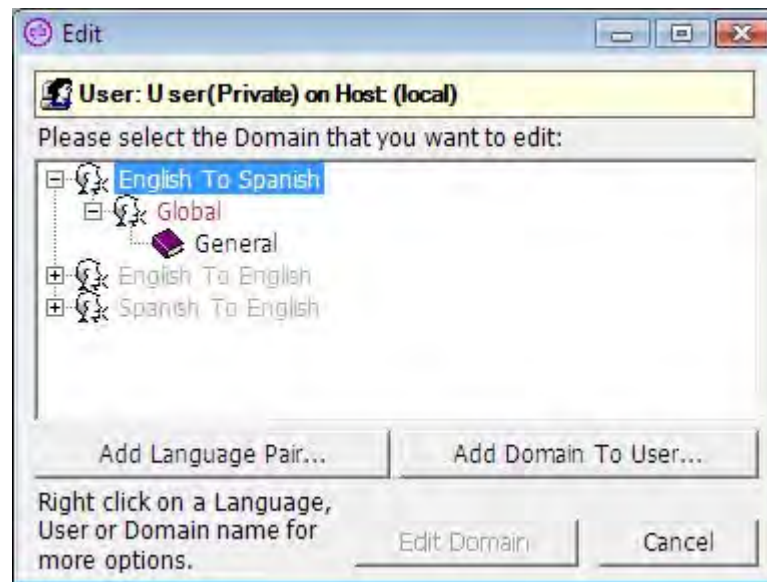 Edit
User: User(Private) on Host: (local)
Please select the Domain that you want to edit:
English To Spanish
Global
General
English To English
Spanish To English
Add Language Pair...
Add Domain To User...
Right click on a Language,
User or Domain name for
more options.
Edit Domain
Cancel